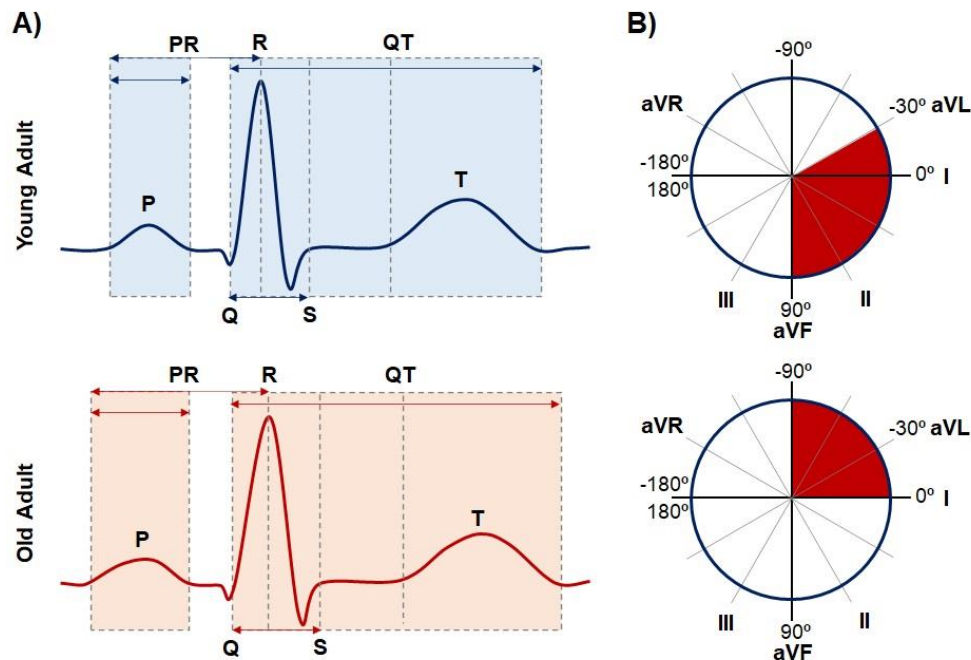 A)
Young Adult
PR
R
QT
P
T
Q
S
Old Adult
PR
R
QT
P
T
Q
S
B)
-90º
aVR
-30º aVL
-180º
180º
0º I
III
II
90º
aVF
-90º
aVR
-30º aVL
-180º
180º
0º I
III
II
90º
aVF